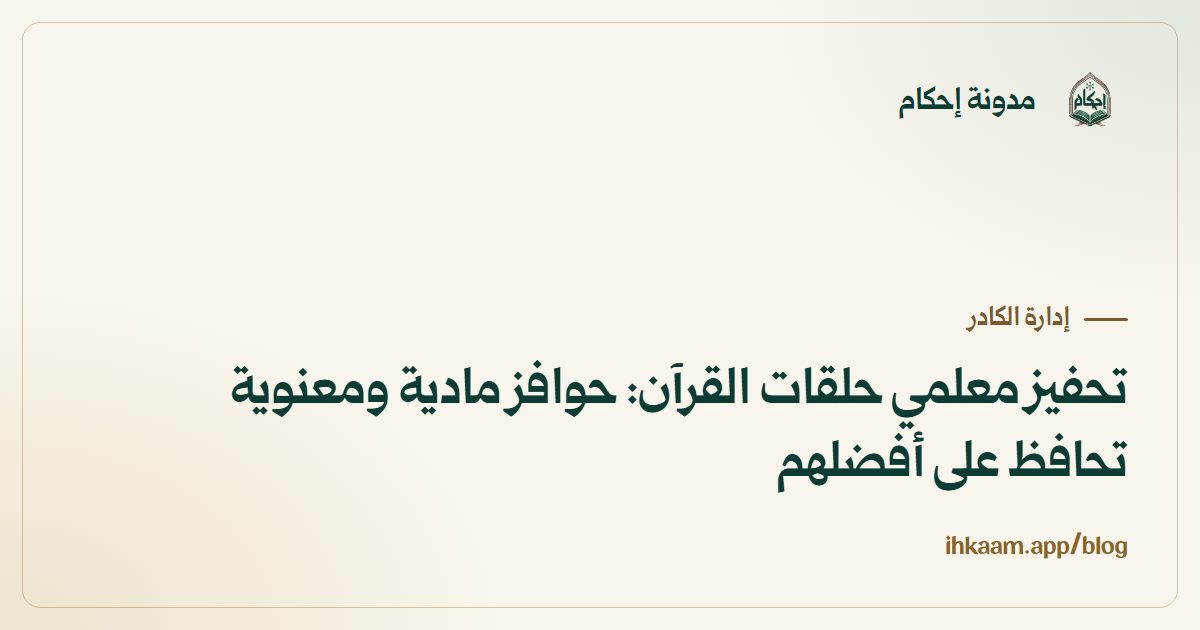 إحكام
مدونة إحكام
إدارة الكادر
تحفيز معلمي حلقات القرآن: حوافز مادية ومعنوية
تحافظ على أفضلهم
ihkaam.app/blog